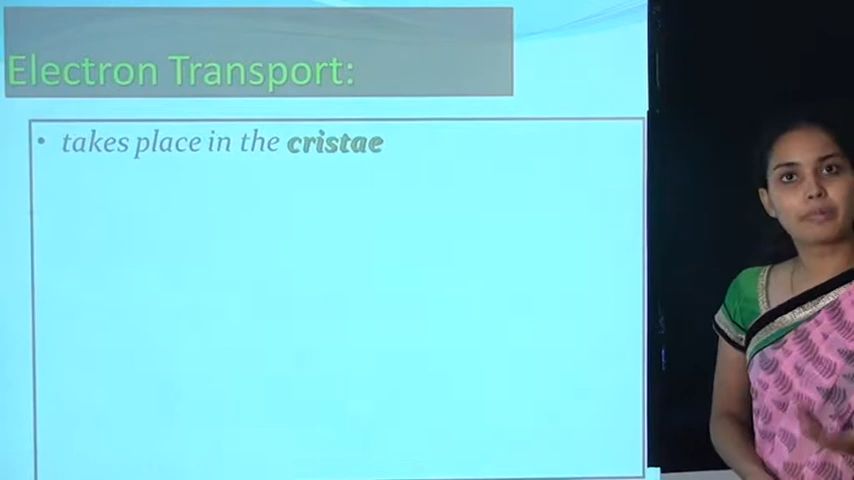 Electron Transport:
• takes place in the cristae